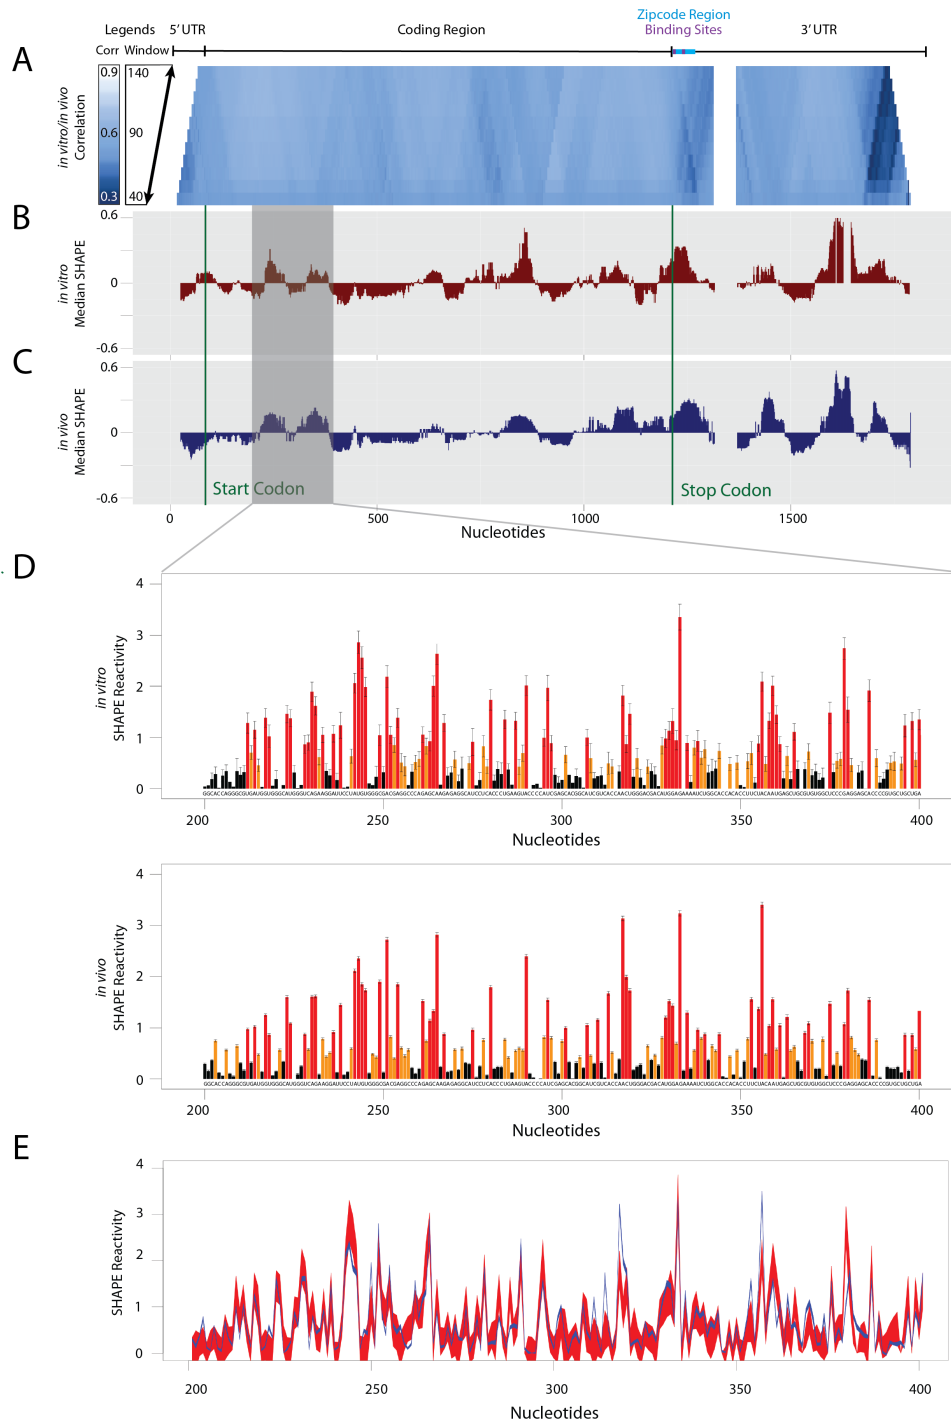 Zipcode Region
Legends 5′ UTR Coding Region Binding Sites 3′ UTR
Corr Window
A
0.9 140
0.6 90
0.3 40
in vitro/in vivo
Correlation
B
0.6
0
-0.6
in vitro
Median SHAPE
C
0.6
0
-0.6
in vivo
Median SHAPE
Start Codon Stop Codon
0 500 1000 1500
Nucleotides
D
4
3
2
1
0
in vitro
SHAPE Reactivity
200 250 300 350 400
Nucleotides
4
3
2
1
0
in vivo
SHAPE Reactivity
200 250 300 350 400
Nucleotides
E
4
3
2
1
0
SHAPE Reactivity
200 250 300 350 400
Nucleotides